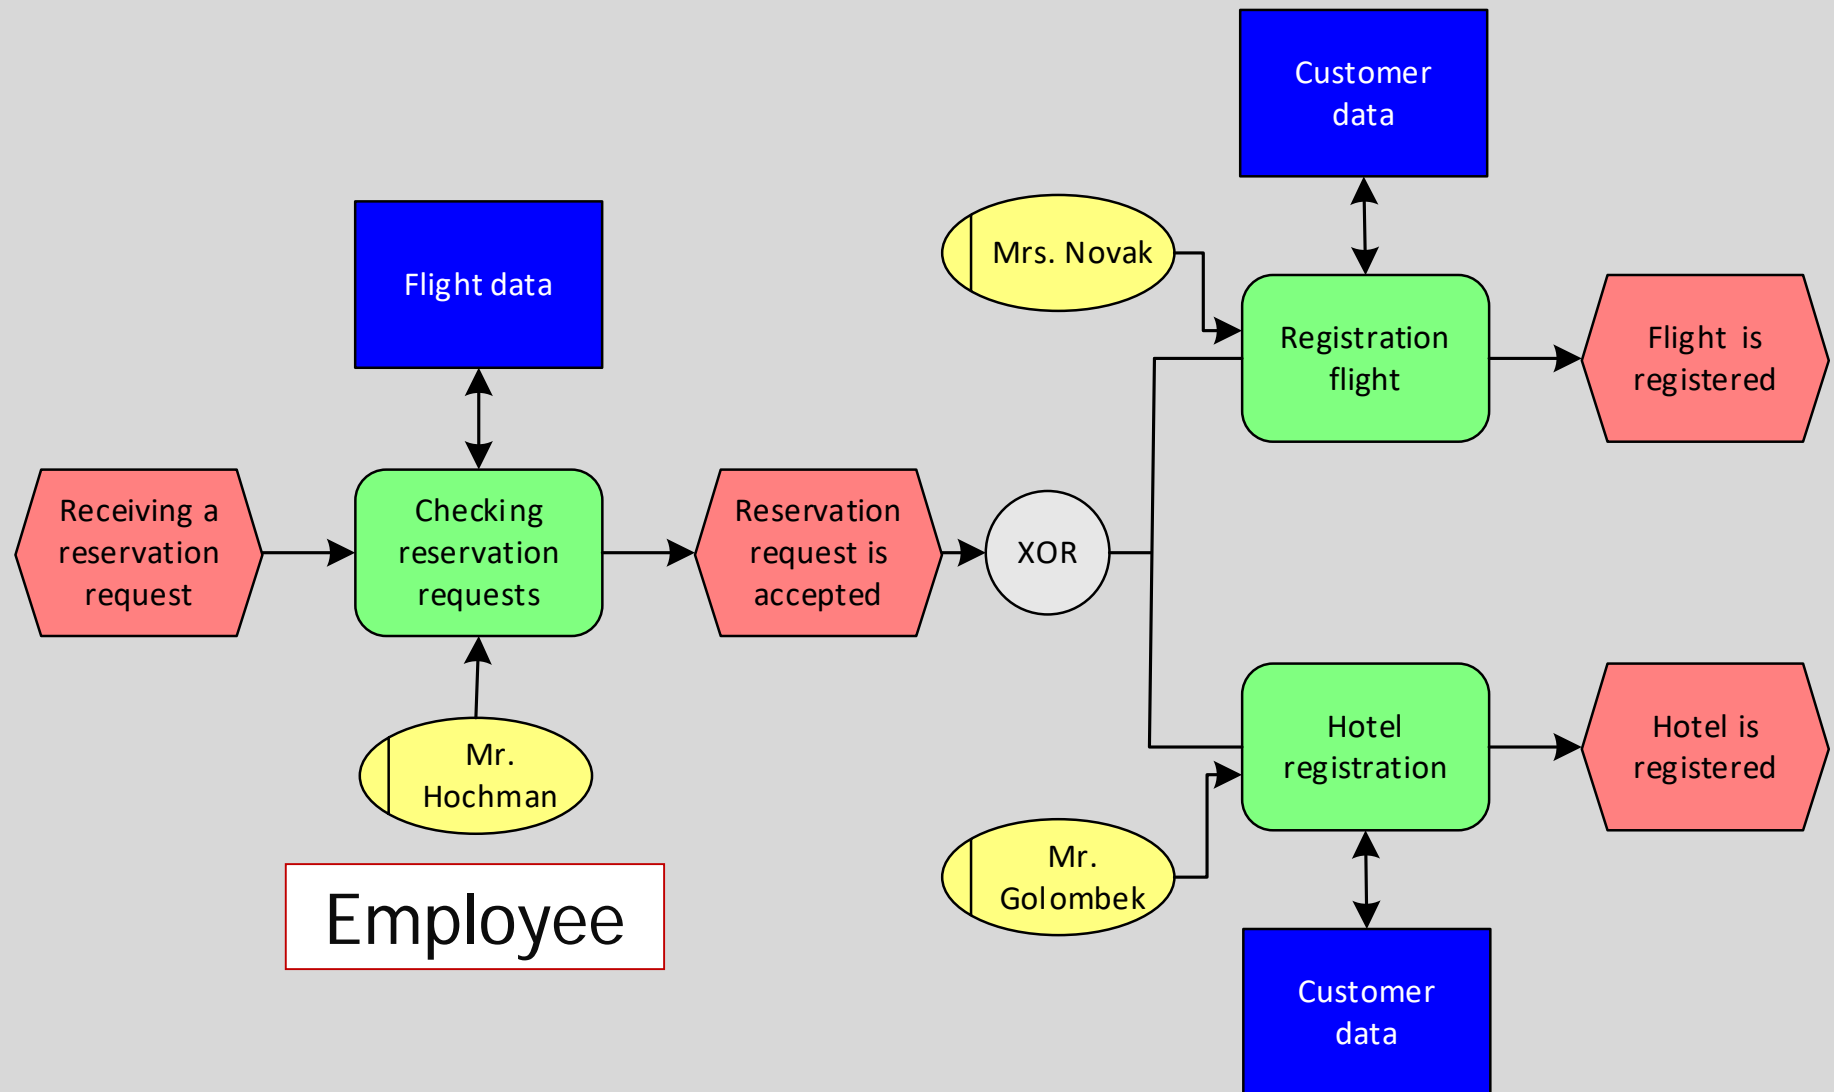 Customer
data
Mrs. Novak
Flight data
Registration
flight
Flight is
registered
Receiving a
reservation
request
Checking
reservation
requests
Reservation
request is
accepted
XOR
Hotel
registration
Hotel is
registered
Mr.
Hochman
Mr.
Golombek
Employee
Customer
data